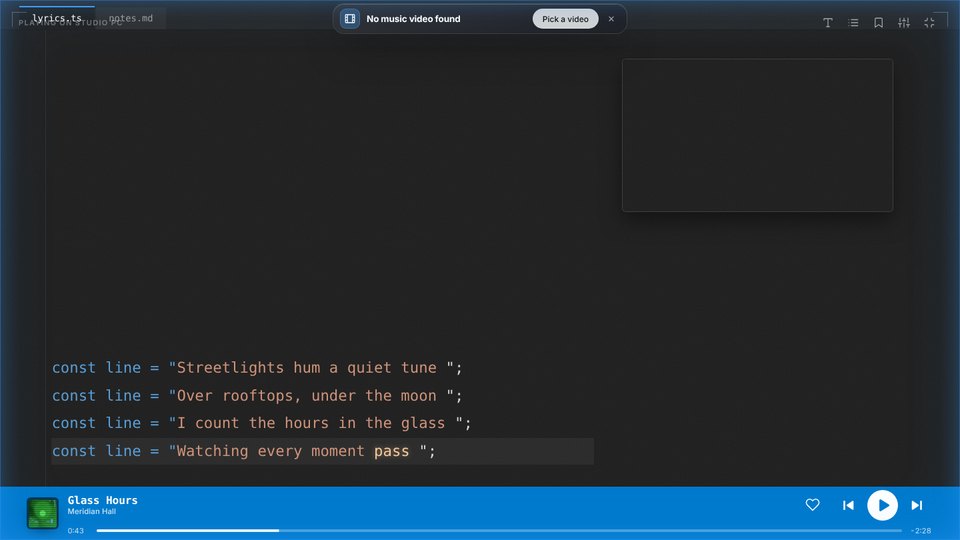 lyrics.ts notes.md
PLAYING ON STUDIO PC
No music video found Pick a video
const line = "Streetlights hum a quiet tune ";
const line = "Over rooftops, under the moon ";
const line = "I count the hours in the glass ";
const line = "Watching every moment pass ";
Glass Hours
Meridian Hall
0:43 -2:28